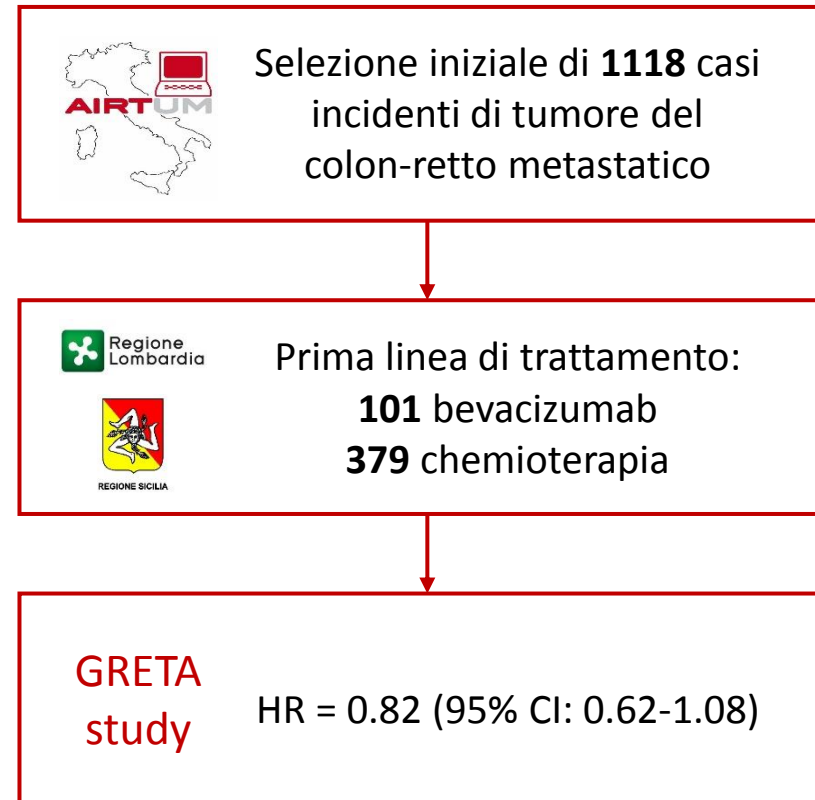 AIRTUM
Selezione iniziale di 1118 casi
incidenti di tumore del
colon-retto metastatico
Regione
Lombardia
REGIONE SICILIA
Prima linea di trattamento:
101 bevacizumab
379 chemioterapia
GRETA
study
HR = 0.82 (95% CI: 0.62-1.08)